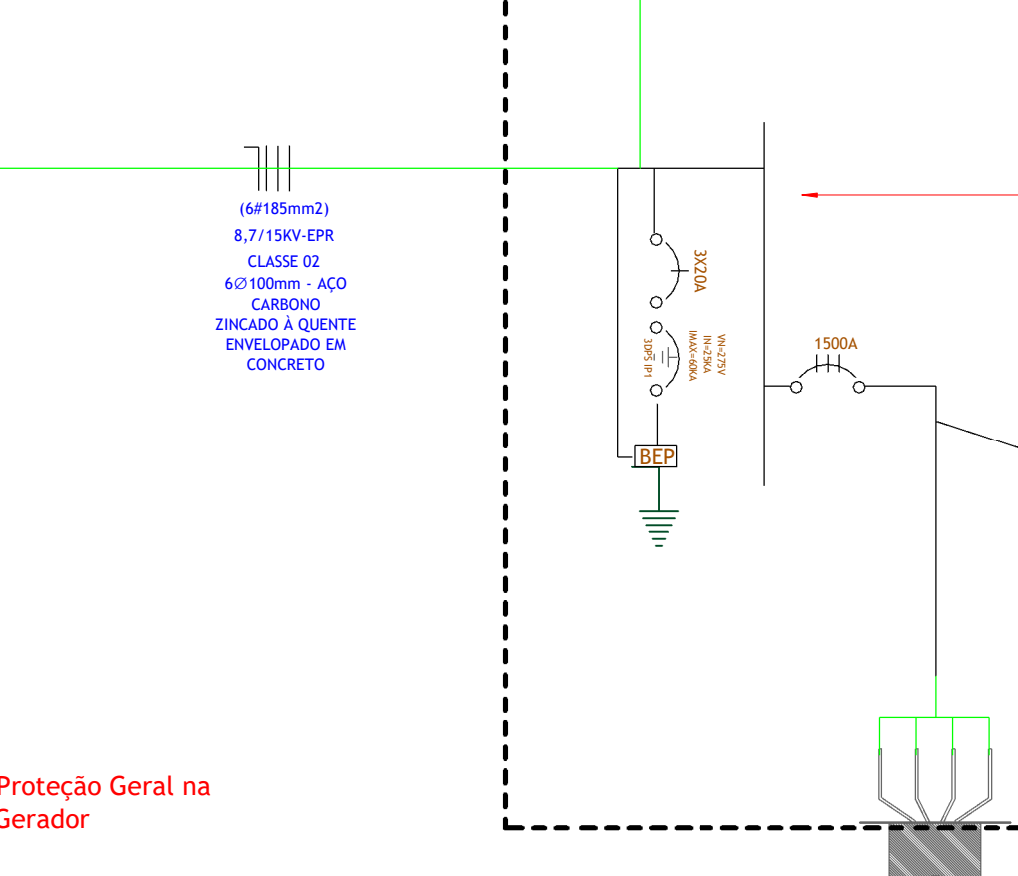 (6#185mm2)
8,7/15KV-EPR
CLASSE 02
6∅100mm - AÇO
CARBONO
ZINCADO À QUENTE
ENVELOPADO EM
CONCRETO
3X20A
VN=275V
IN=25KA
IMAX=60KA
3DPS IP1
1500A
BEP
Proteção Geral na
Gerador